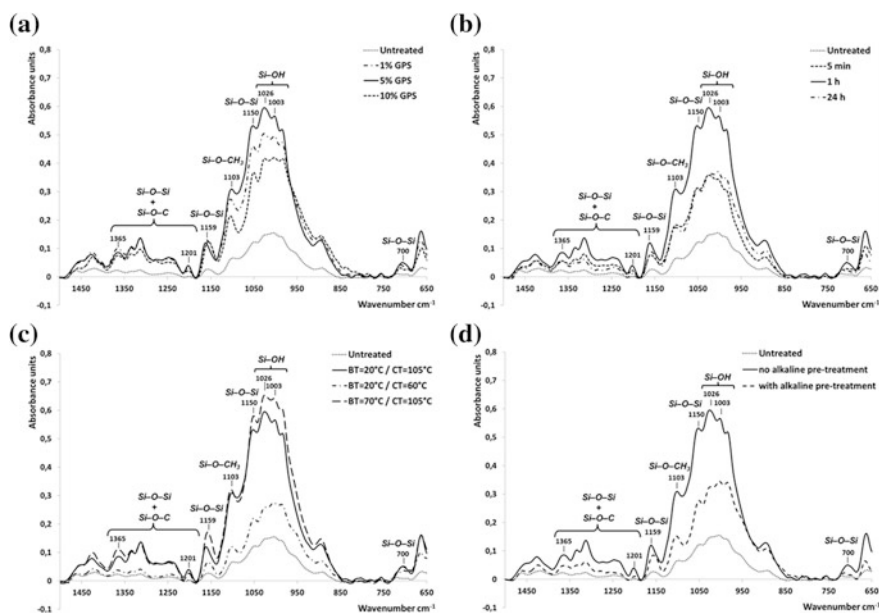 (a)
Absorbance units
0,8
0,7
0,6
0,5
0,4
0,3
0,2
0,1
0
-0,1
Untreated
1% GPS
5% GPS
10% GPS
Si–OH
1026
1003
Si–O–Si
1150
Si–O–CH3
1103
Si–O–Si
+
Si–O–C
Si–O–Si
1159
1365
1201
Si–O–Si
700
1450 1350 1250 1150 1050 950 850 750 650
Wavenumber cm-1
(b)
Absorbance units
0,8
0,7
0,6
0,5
0,4
0,3
0,2
0,1
0
-0,1
Untreated
5 min
1 h
24 h
Si–OH
1026
1003
Si–O–Si
1150
Si–O–CH3
1103
Si–O–Si
+
Si–O–C
Si–O–Si
1159
1365
1201
Si–O–Si
700
1450 1350 1250 1150 1050 950 850 750 650
Wavenumber cm-1
(c)
Absorbance units
0,8
0,7
0,6
0,5
0,4
0,3
0,2
0,1
0
-0,1
Untreated
BT=20°C / CT=105°C
BT=20°C / CT=60°C
BT=70°C / CT=105°C
Si–OH
1026
1003
Si–O–Si
1150
Si–O–CH3
1103
Si–O–Si
+
Si–O–C
Si–O–Si
1159
1365
1201
Si–O–Si
700
1450 1350 1250 1150 1050 950 850 750 650
Wavenumber cm-1
(d)
Absorbance units
0,8
0,7
0,6
0,5
0,4
0,3
0,2
0,1
0
-0,1
Untreated
no alkaline pre-treatment
with alkaline pre-treatment
Si–OH
1026
1003
Si–O–Si
1150
Si–O–CH3
1103
Si–O–Si
+
Si–O–C
Si–O–Si
1159
1365
1201
Si–O–Si
700
1450 1350 1250 1150 1050 950 850 750 650
Wavenumber cm-1